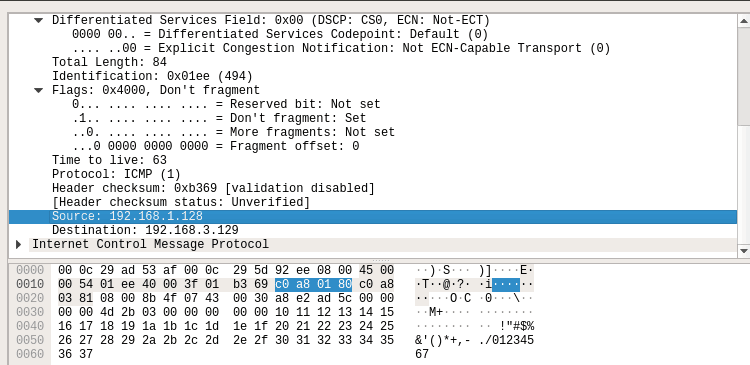 Differentiated Services Field: 0x00 (DSCP: CS0, ECN: Not-ECT)
0000 00.. = Differentiated Services Codepoint: Default (0)
.... ..00 = Explicit Congestion Notification: Not ECN-Capable Transport (0)
Total Length: 84
Identification: 0x01ee (494)
Flags: 0x4000, Don't fragment
0... .... .... .... = Reserved bit: Not set
.1.. .... .... .... = Don't fragment: Set
..0. .... .... .... = More fragments: Not set
...0 0000 0000 0000 = Fragment offset: 0
Time to live: 63
Protocol: ICMP (1)
Header checksum: 0xb369 [validation disabled]
[Header checksum status: Unverified]
Source: 192.168.1.128
Destination: 192.168.3.129
Internet Control Message Protocol
0000 00 0c 29 ad 53 af 00 0c 29 5d 92 ee 08 00 45 00 ··)·S··· )]····E·
0010 00 54 01 ee 40 00 3f 01 b3 69 c0 a8 01 80 c0 a8 ·T··@·?· ·i······
0020 03 81 08 00 8b 4f 07 43 00 30 a8 e2 ad 5c 00 00 ·····O·C ·0···\··
0030 00 00 4d 2b 03 00 00 00 00 00 10 11 12 13 14 15 ··M+···· ········
0040 16 17 18 19 1a 1b 1c 1d 1e 1f 20 21 22 23 24 25 ········ ·· !"#$%
0050 26 27 28 29 2a 2b 2c 2d 2e 2f 30 31 32 33 34 35 &'()*+,- ./012345
0060 36 37 67